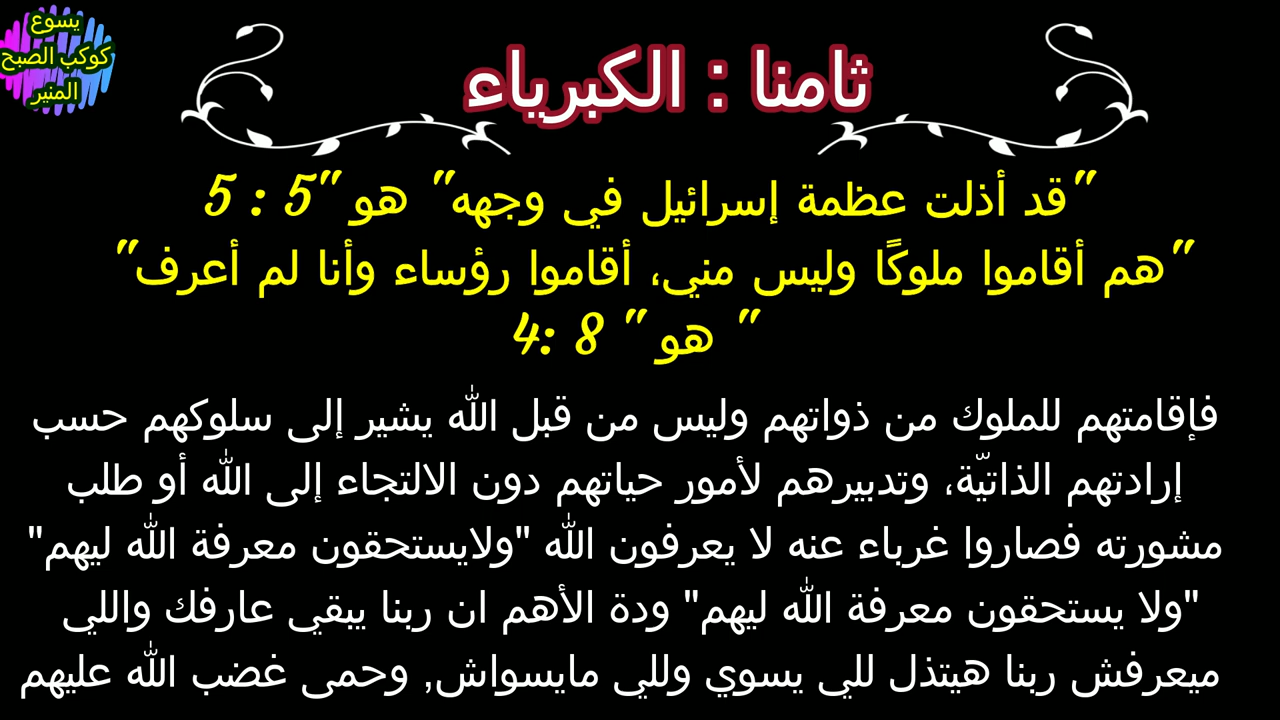 يسوع
كوكب الصبح
المنير
ثامنا : الكبرياء
"قد أذلت عظمة إسرائيل في وجهه" هو "5 : 5
"هم أقاموا ملوكًا وليس مني، أقاموا رؤساء وأنا لم أعرف"
" هو " 8 :4
فإقامتهم للملوك من ذواتهم وليس من قبل الله يشير إلى سلوكهم حسب
إرادتهم الذاتيّة، وتدبيرهم لأمور حياتهم دون الالتجاء إلى الله أو طلب
مشورته فصاروا غرباء عنه لا يعرفون الله "ولايستحقون معرفة الله ليهم"
"ولا يستحقون معرفة الله ليهم" ودة الأهم ان ربنا يبقي عارفك واللي
ميعرفش ربنا هيتذل للي يسوي وللي مايسواش, وحمى غضب الله عليهم